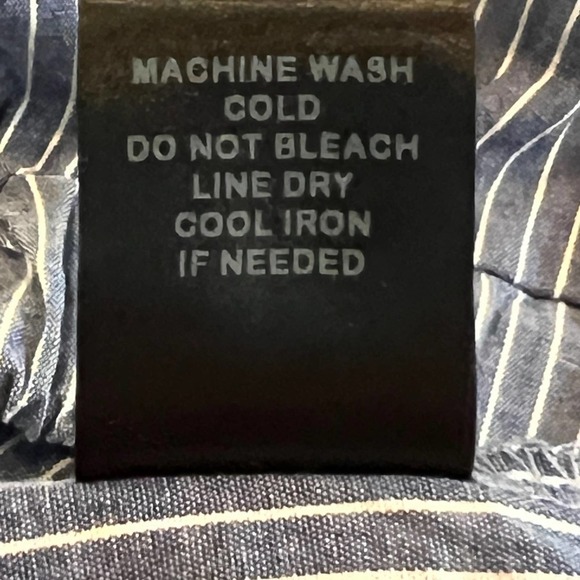 MACHINE WASH
COLD
DO NOT BLEACH
LINE DRY
COOL IRON
IF NEEDED